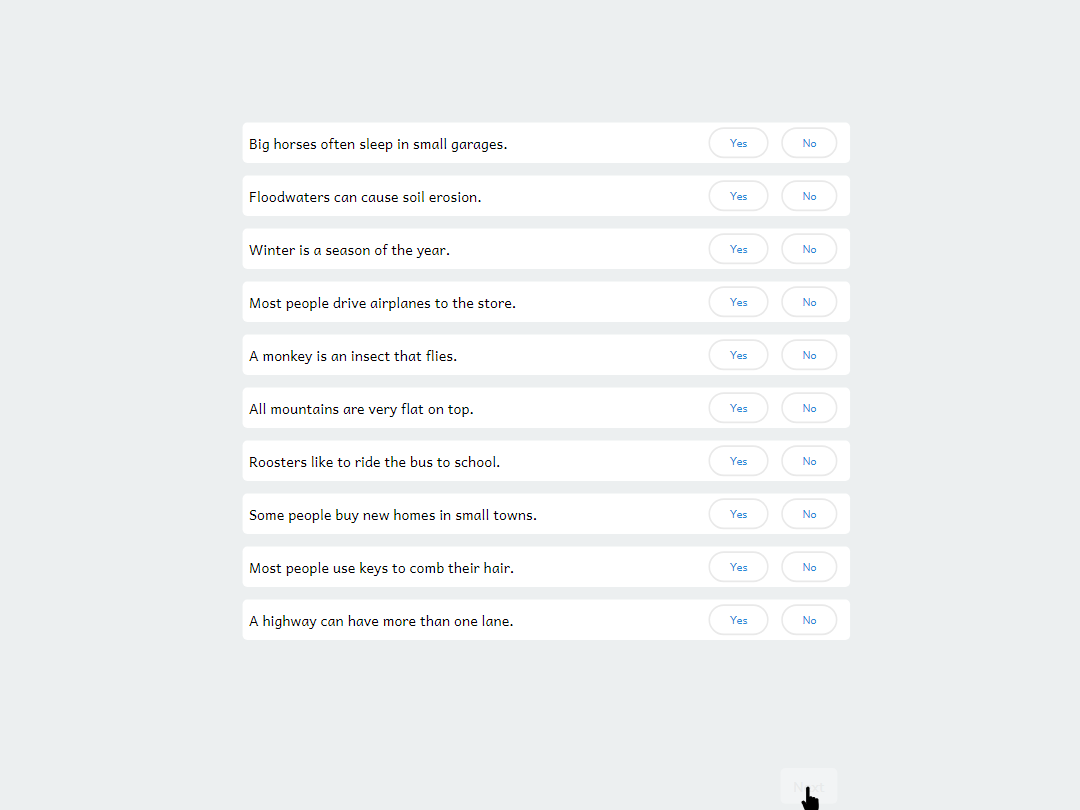 Big horses often sleep in small garages. Yes No
Floodwaters can cause soil erosion. Yes No
Winter is a season of the year. Yes No
Most people drive airplanes to the store. Yes No
A monkey is an insect that flies. Yes No
All mountains are very flat on top. Yes No
Roosters like to ride the bus to school. Yes No
Some people buy new homes in small towns. Yes No
Most people use keys to comb their hair. Yes No
A highway can have more than one lane. Yes No